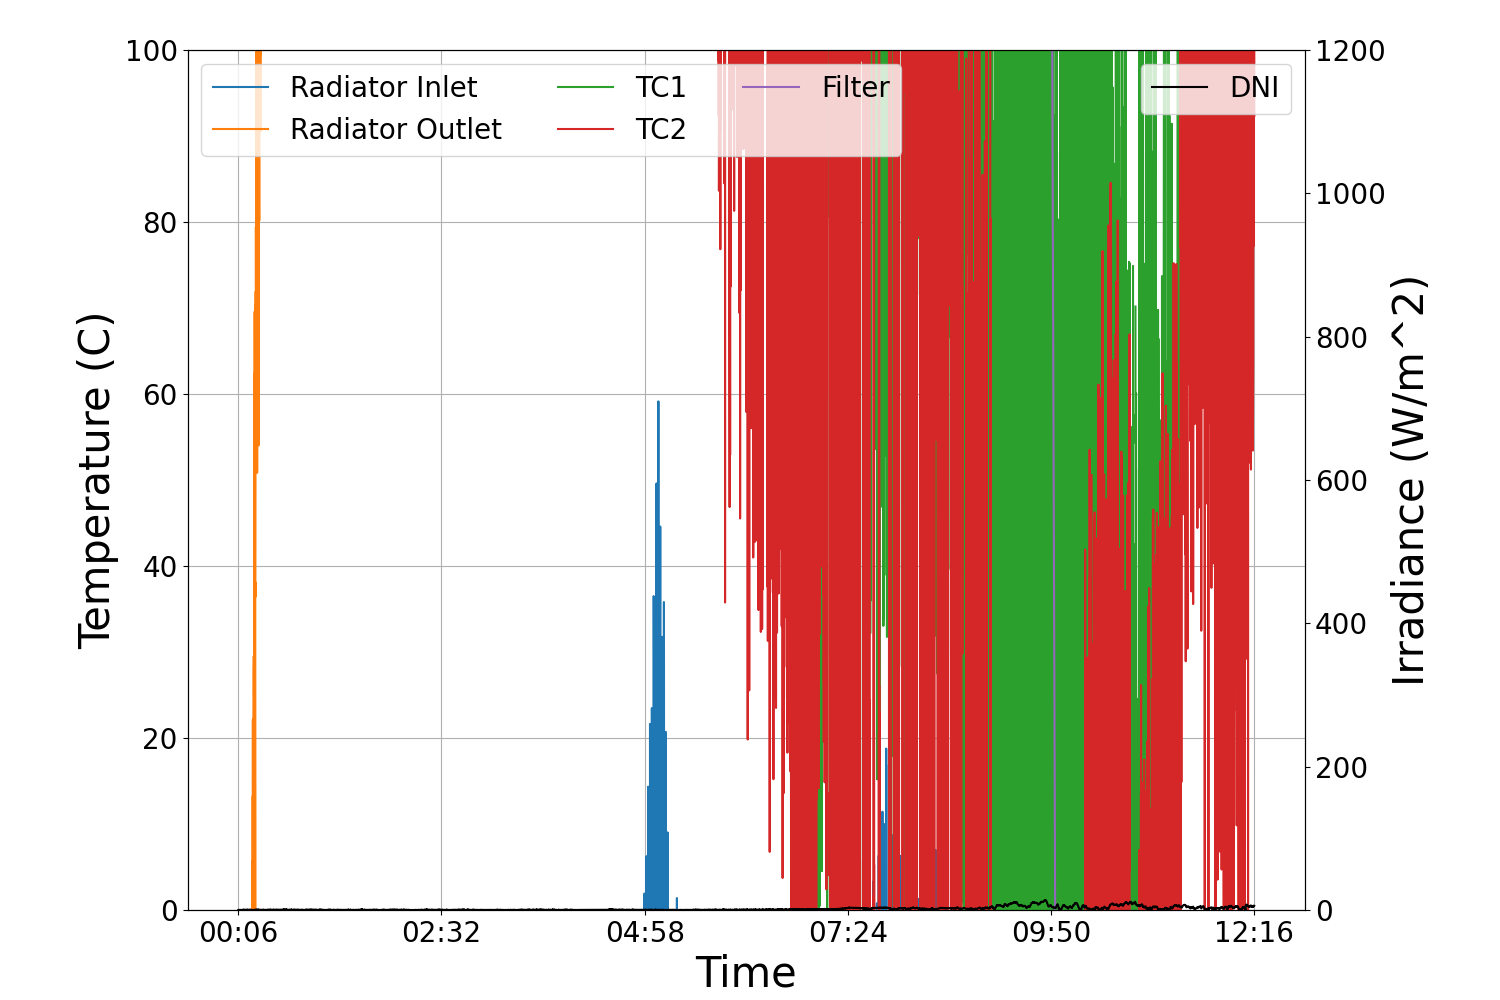 100
80
60
40
20
0
Temperature (C)
Radiator Inlet
Radiator Outlet
TC1
TC2
Filter
DNI
1200
1000
800
600
400
200
0
Irradiance (W/m^2)
00:06
02:32
04:58
07:24
09:50
12:16
Time